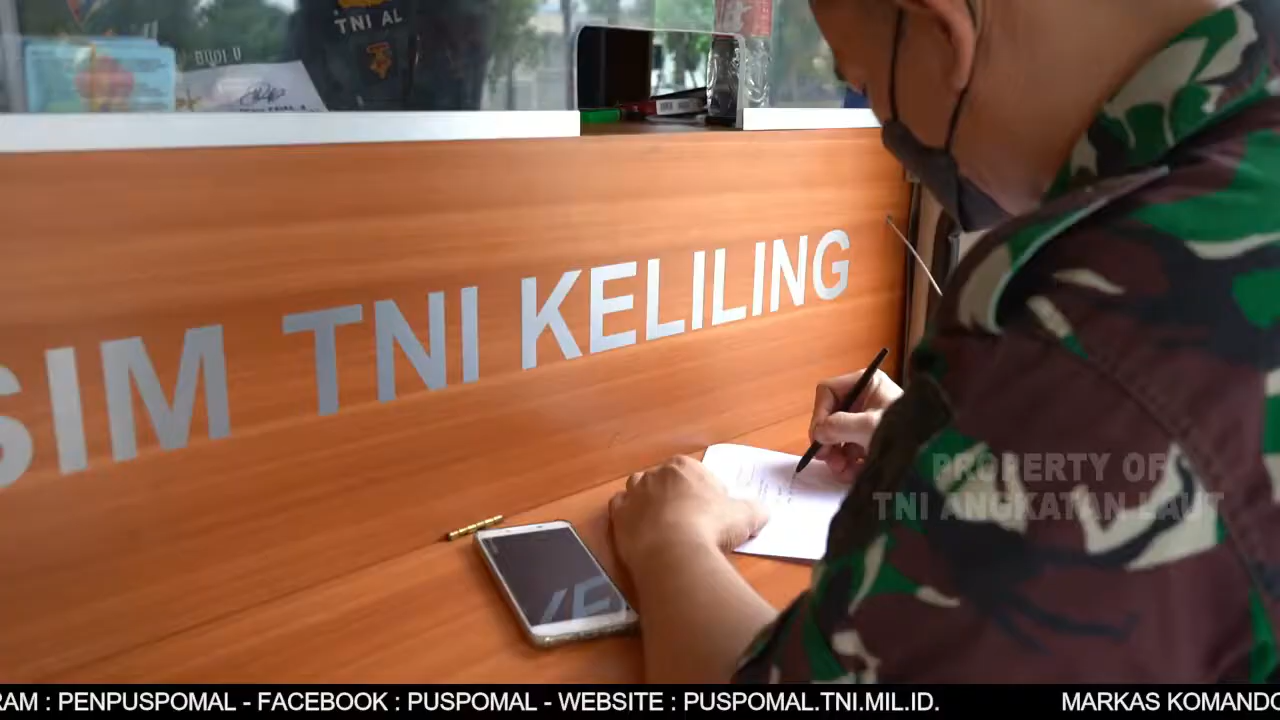 TNI AL
SIM TNI KELILING
PROPERTY OF
TNI ANGKATAN LAUT
RAM : PENPUSPOMAL - FACEBOOK : PUSPOMAL - WEBSITE : PUSPOMAL.TNI.MIL.ID.
MARKAS KOMANDO